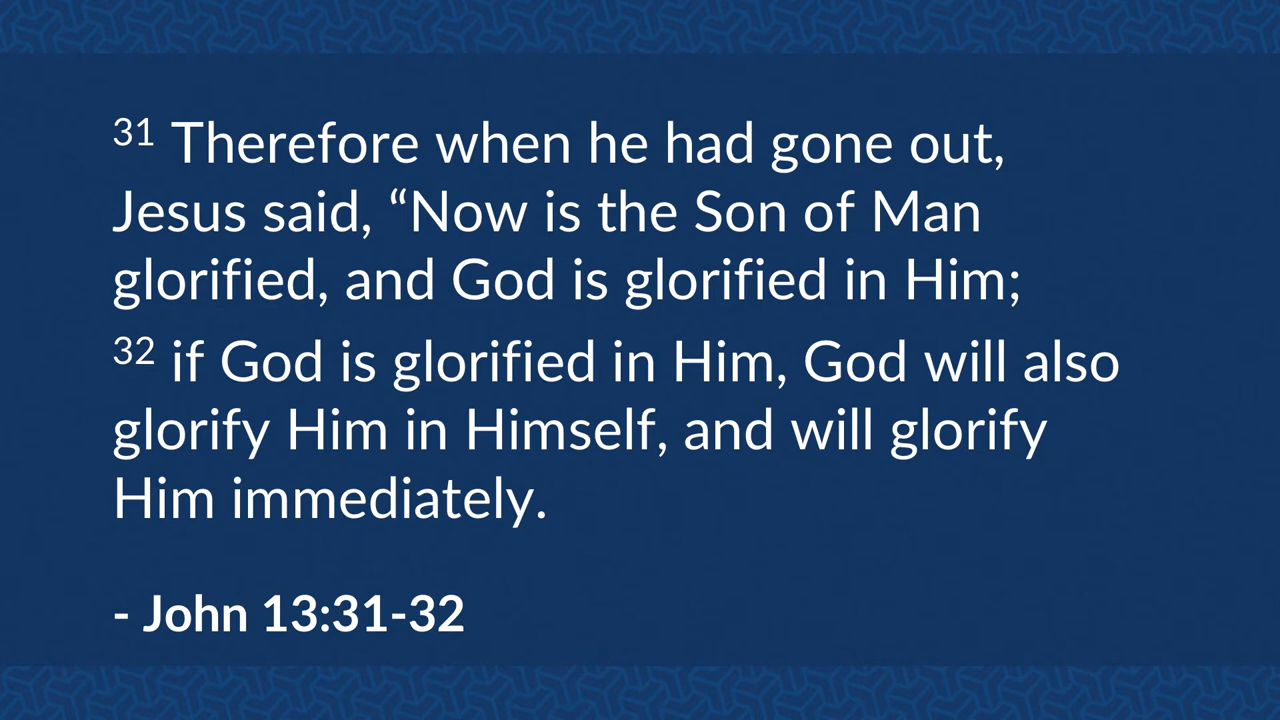 31 Therefore when he had gone out,
Jesus said, “Now is the Son of Man
glorified, and God is glorified in Him;
32 if God is glorified in Him, God will also
glorify Him in Himself, and will glorify
Him immediately.
- John 13:31-32